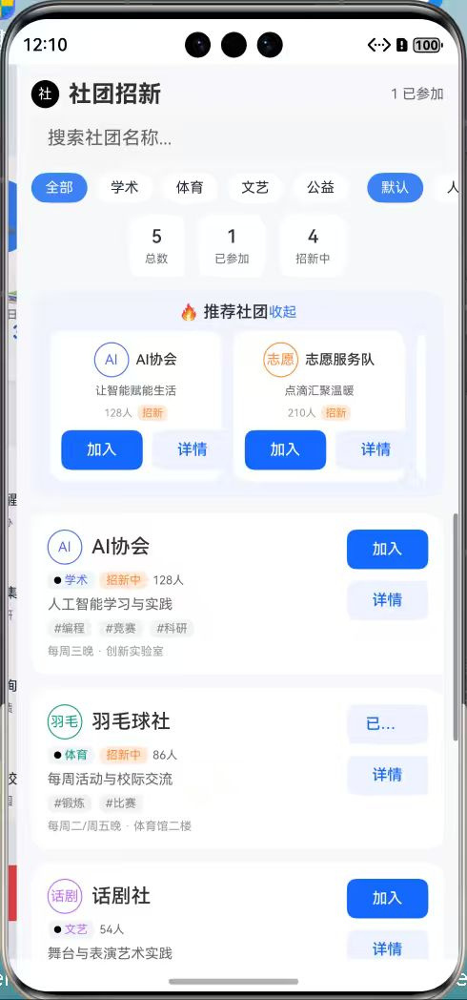 12:10
100
社 社团招新 1 已参加
搜索社团名称...
全部 学术 体育 文艺 公益 默认 人
5 1 4
总数 已参加 招新中
🔥 推荐社团收起
AI AI协会 志愿 志愿服务队
让智能赋能生活 点滴汇聚温暖
128人 招新 210人 招新
加入 详情 加入 详情
AI AI协会 加入
学术 招新中 128人
人工智能学习与实践 详情
#编程 #竞赛 #科研
每周三晚 · 创新实验室
羽毛 羽毛球社 已...
体育 招新中 86人
每周活动与校际交流 详情
#锻炼 #比赛
每周二/周五晚 · 体育馆二楼
话剧 话剧社 加入
文艺 54人
舞台与表演艺术实践 详情